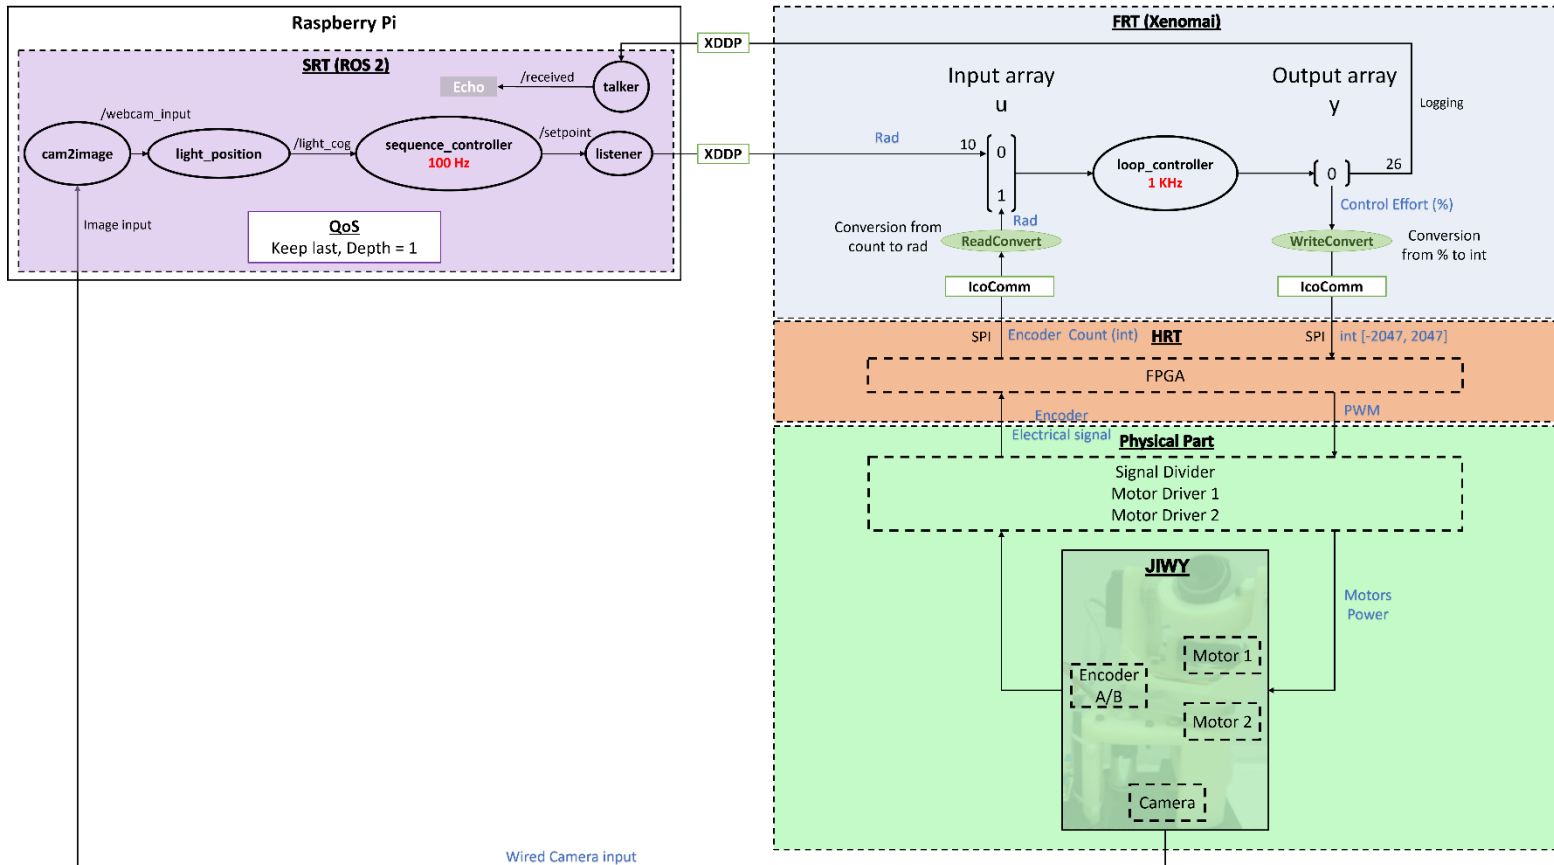 Raspberry Pi
SRT (ROS 2)
Echo
/received
talker
/webcam_input
cam2image
light_position
/light_cog
sequence_controller
100 Hz
/setpoint
listener
Image input
QoS
Keep last, Depth = 1
XDDP
XDDP
FRT (Xenomai)
Input array
u
Output array
y
Logging
Rad
10
0
1
loop_controller
1 KHz
0
26
Rad
Control Effort (%)
Conversion from
count to rad
ReadConvert
WriteConvert
Conversion
from % to int
IcoComm
IcoComm
SPI
Encoder Count (int)
HRT
SPI
int [-2047, 2047]
FPGA
Encoder
Electrical signal
PWM
Physical Part
Signal Divider
Motor Driver 1
Motor Driver 2
JIWY
Motors
Power
Motor 1
Encoder
A/B
Motor 2
Camera
Wired Camera input